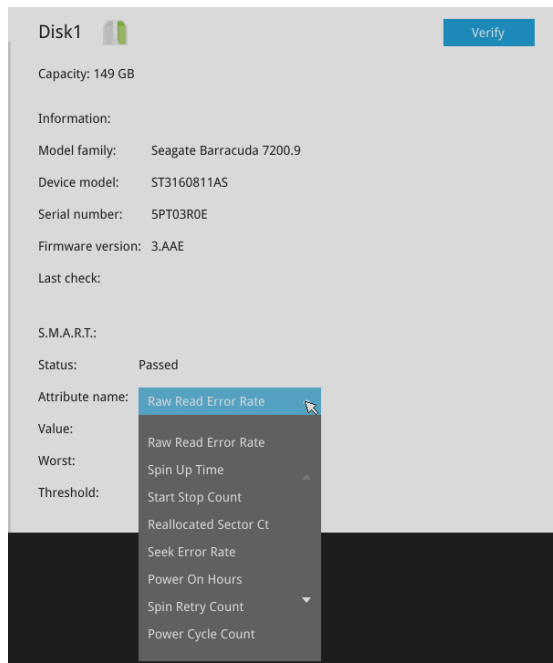 Disk1
Verify
Capacity: 149 GB
Information:
Model family: Seagate Barracuda 7200.9
Device model: ST3160811AS
Serial number: 5PT03R0E
Firmware version: 3.AAE
Last check:
S.M.A.R.T.:
Status: Passed
Attribute name: Raw Read Error Rate
Value:
Worst:
Threshold:
Raw Read Error Rate
Spin Up Time
Start Stop Count
Reallocated Sector Ct
Seek Error Rate
Power On Hours
Spin Retry Count
Power Cycle Count